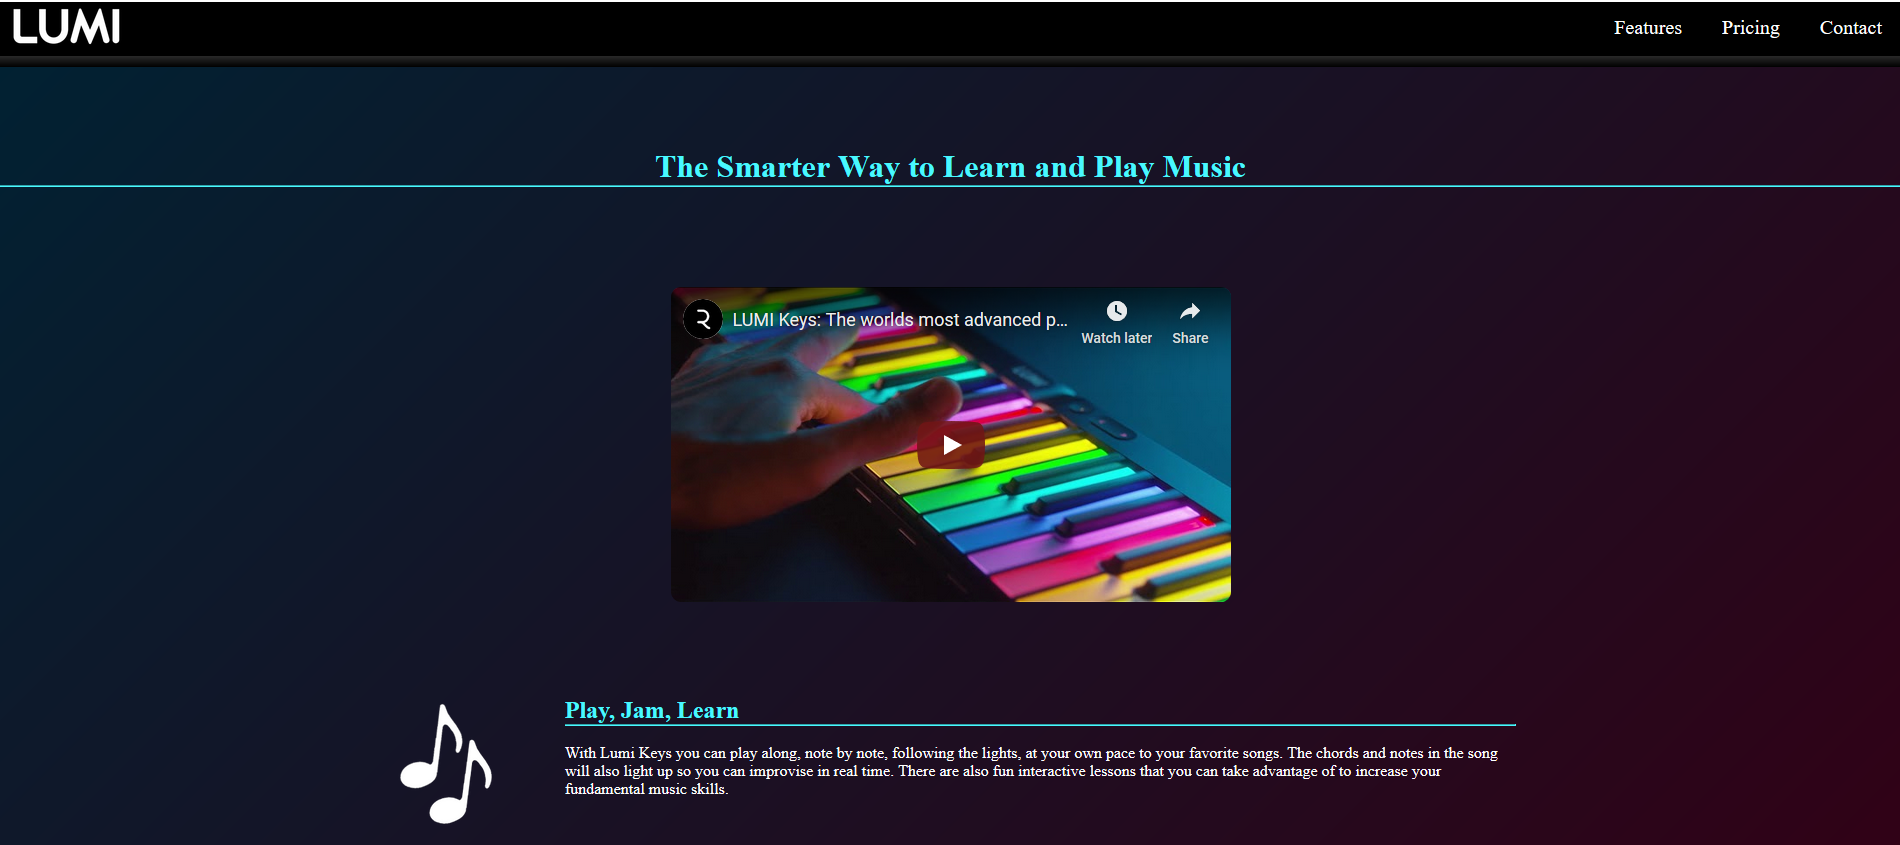 LUMI
Features Pricing Contact
The Smarter Way to Learn and Play Music
LUMI Keys: The worlds most advanced p...
Watch later Share
Play, Jam, Learn
With Lumi Keys you can play along, note by note, following the lights, at your own pace to your favorite songs. The chords and notes in the song
will also light up so you can improvise in real time. There are also fun interactive lessons that you can take advantage of to increase your
fundamental music skills.